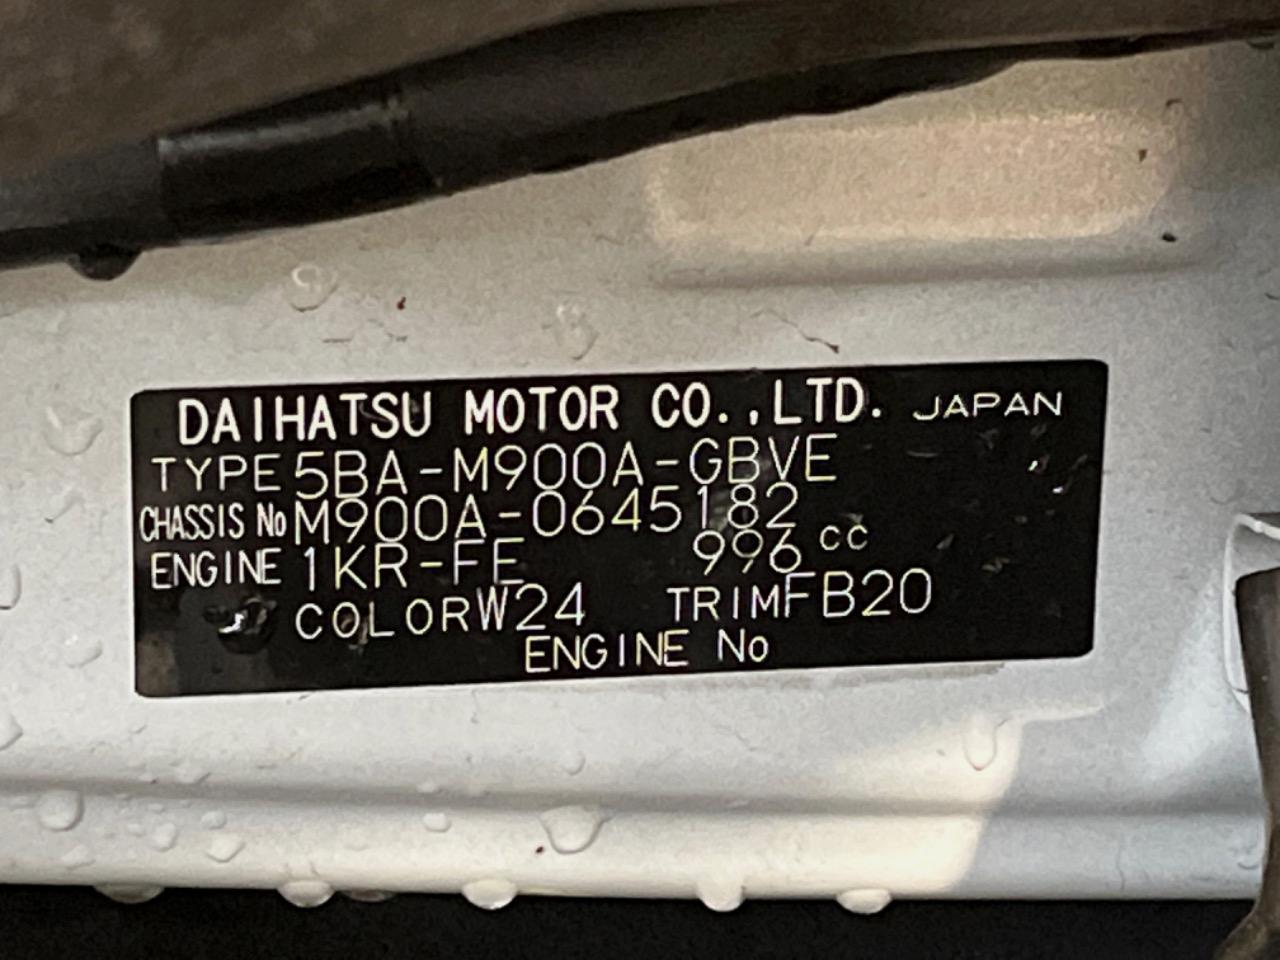 DAIHATSU MOTOR CO.,LTD. JAPAN
TYPE 5BA-M900A-GBVE
CHASSIS No M900A-0645182
ENGINE 1KR-FE 996 cc
COLOR W24 TRIM FB20
ENGINE No